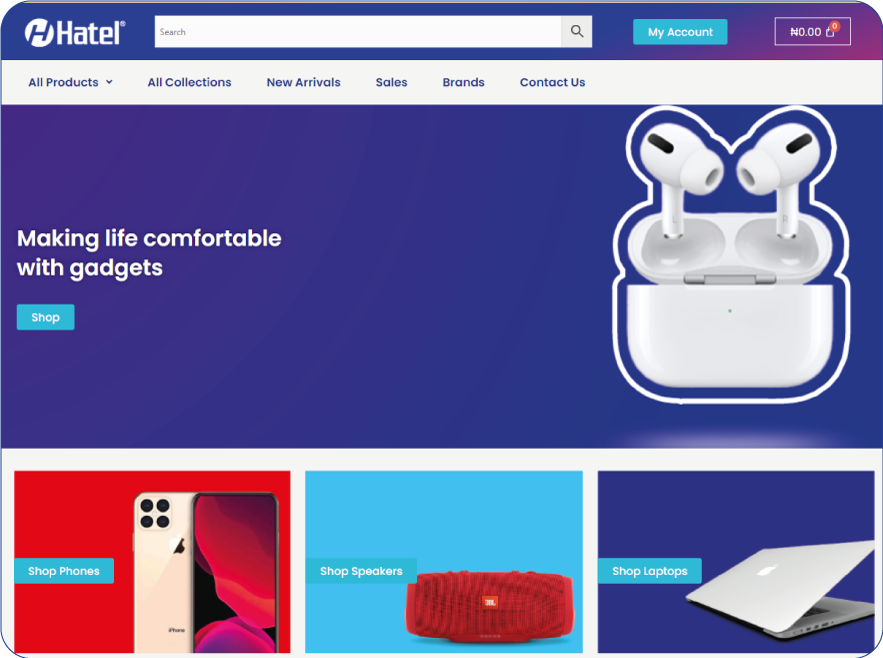 Hatel®
Search
My Account
₦0.00
0
All Products
All Collections
New Arrivals
Sales
Brands
Contact Us
Making life comfortable
with gadgets
Shop
L
R
Shop Phones
iPhone
Shop Speakers
JBL
Shop Laptops